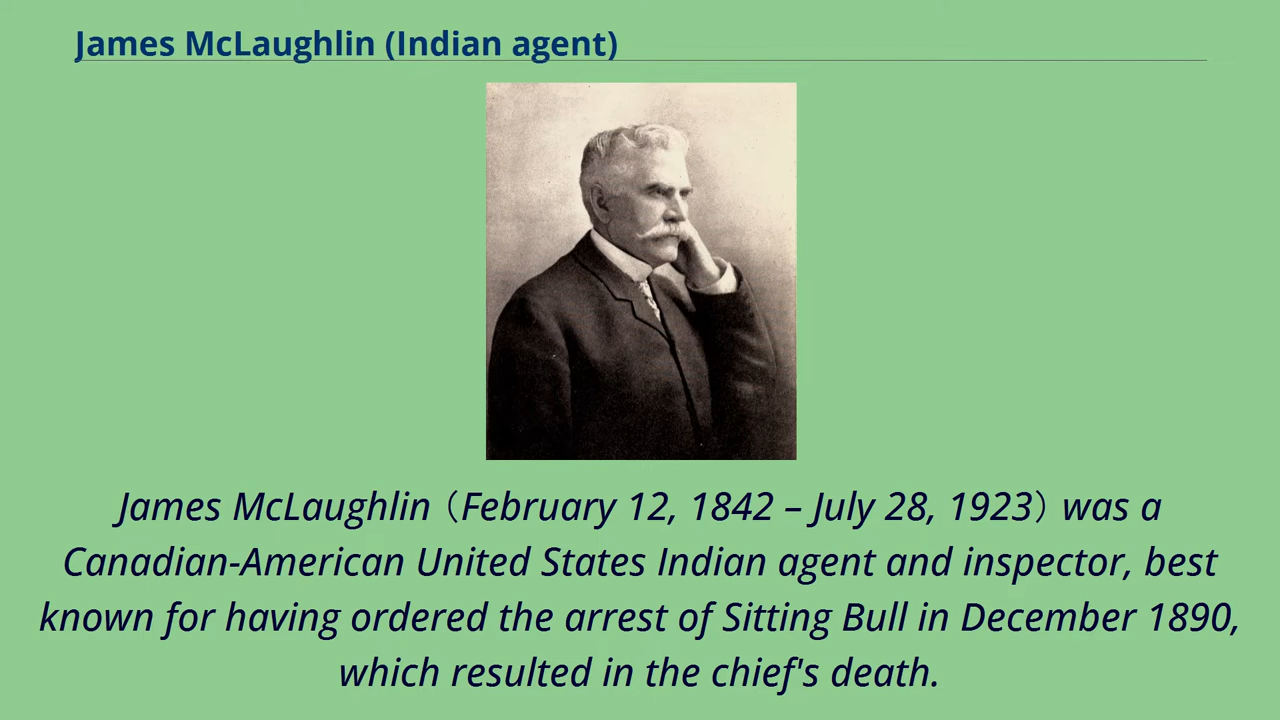 James McLaughlin (Indian agent)
James McLaughlin（February 12, 1842 – July 28, 1923）was a
Canadian-American United States Indian agent and inspector, best
known for having ordered the arrest of Sitting Bull in December 1890,
which resulted in the chief's death.